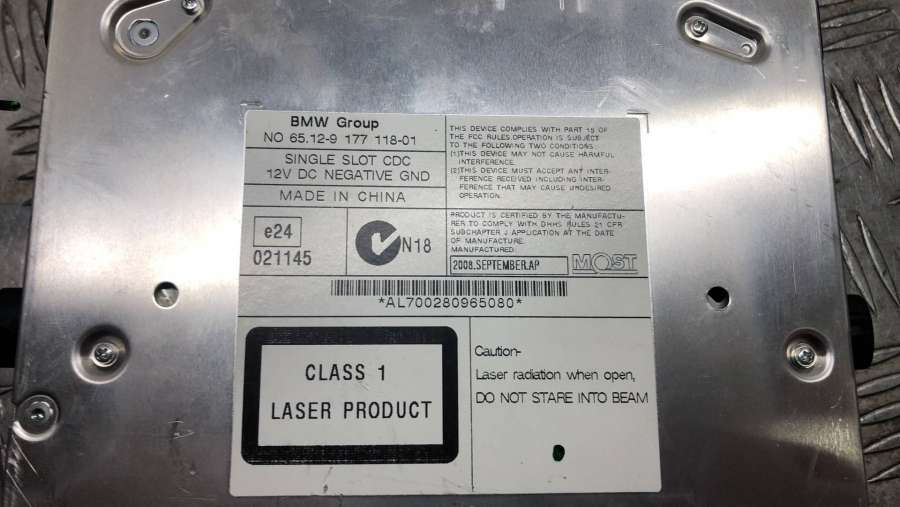 BMW Group
NO 65.12-9 177 118-01
SINGLE SLOT CDC
12V DC NEGATIVE GND
MADE IN CHINA
e24
021145
N18
THIS DEVICE COMPLIES WITH PART 15 OF
THE FCC RULES.OPERATION IS SUBJECT
TO THE FOLLOWING TWO CONDITIONS:
(1)THIS DEVICE MAY NOT CAUSE HARMFUL
INTERFERENCE.
(2)THIS DEVICE MUST ACCEPT ANY INTER-
FERENCE RECEIVED INCLUDING INTER-
FERENCE THAT MAY CAUSE UNDESIRED
OPERATION.
PRODUCT IS CERTIFIED BY THE MANUFACTU-
RER TO COMPLY WITH DHHS RULES 21 CFR
SUBCHAPTER J APPLICATION AT THE DATE
OF MANUFACTURE.
MANUFACTURED:
2008.SEPTEMBER.AP
MOST
*AL700280965080*
CLASS 1
LASER PRODUCT
Caution-
Laser radiation when open,
DO NOT STARE INTO BEAM